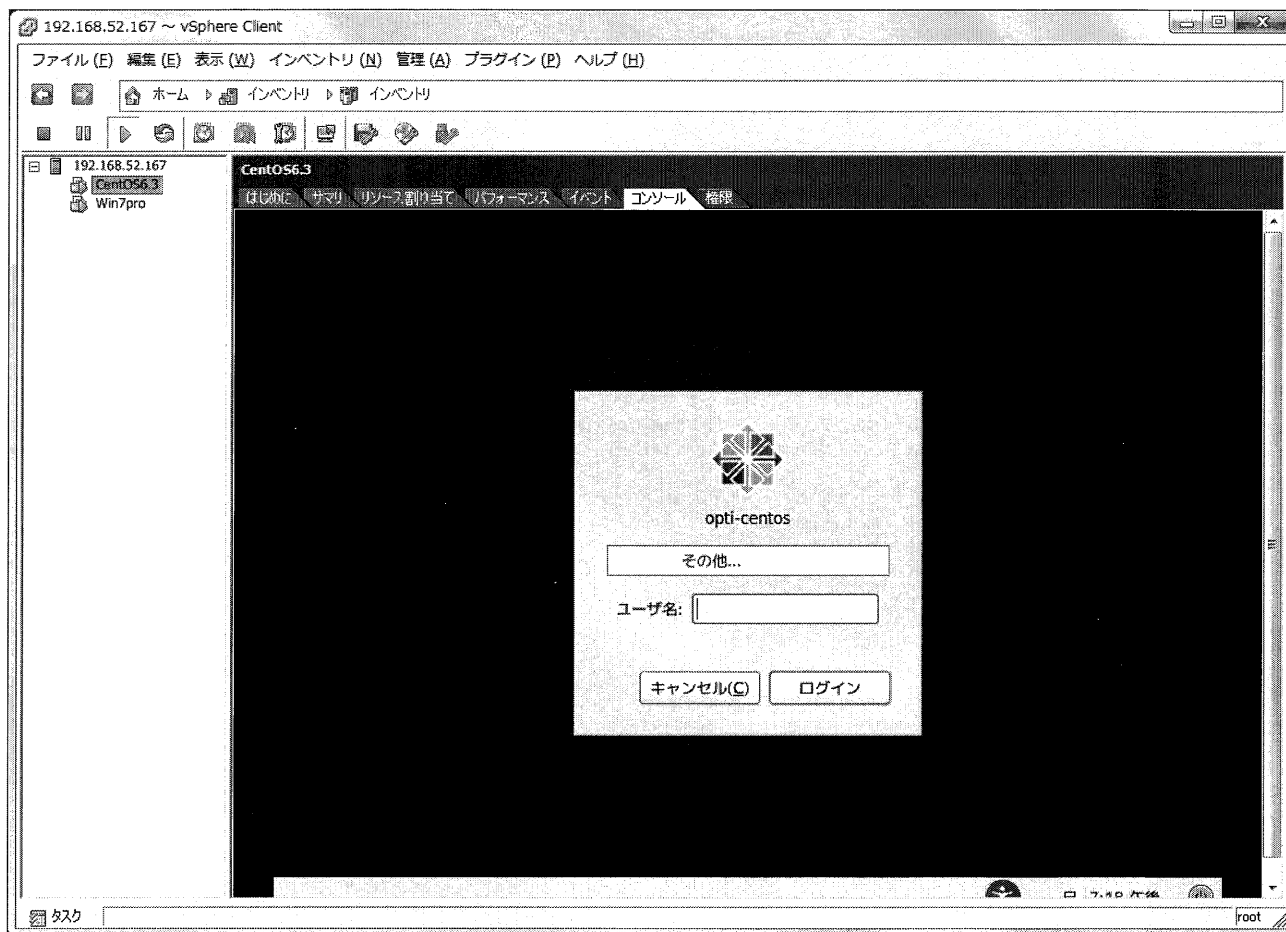 192.168.52.167 ~ vSphere Client
ファイル (F) 編集 (E) 表示 (W) インベントリ (N) 管理 (A) プラグイン (P) ヘルプ (H)
ホーム インベントリ インベントリ
192.168.52.167
CentOS6.3
Win7pro
CentOS6.3
はじめに サマリ リソース割り当て パフォーマンス イベント コンソール 権限
opti-centos
その他...
ユーザ名:
キャンセル(C) ログイン
タスク
root